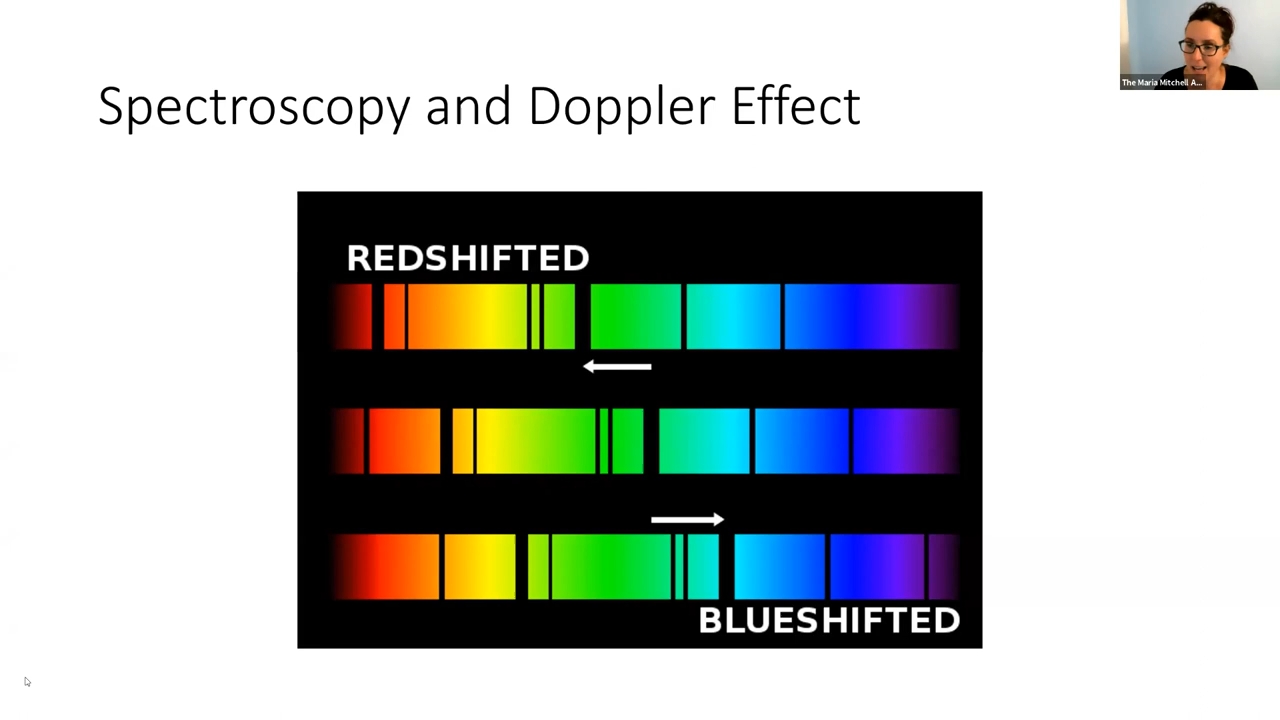 Spectroscopy and Doppler Effect
The Maria Mitchell A...
REDSHIFTED
BLUESHIFTED